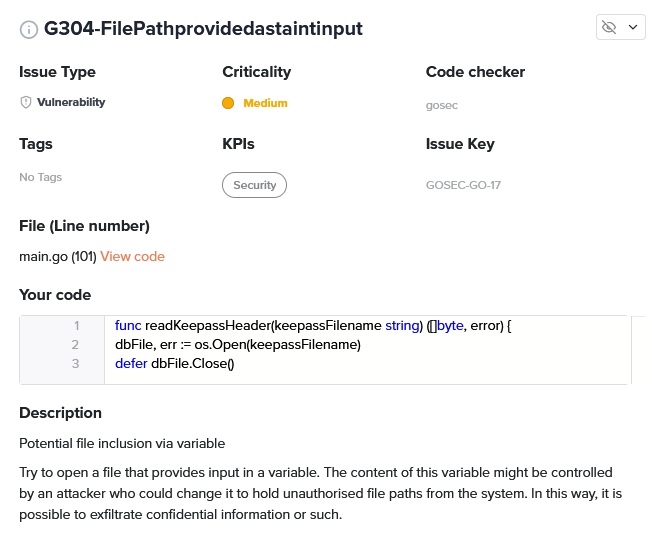 G304-FilePathprovidedastaintinput
Issue Type
Criticality
Code checker
Vulnerability
Medium
gosec
Tags
KPIs
Issue Key
No Tags
Security
GOSEC-GO-17
File (Line number)
main.go (101) View code
Your code
1 func readKeepassHeader(keepassFilename string) ([]byte, error) {
2 dbFile, err := os.Open(keepassFilename)
3 defer dbFile.Close()
Description
Potential file inclusion via variable
Try to open a file that provides input in a variable. The content of this variable might be controlled
by an attacker who could change it to hold unauthorised file paths from the system. In this way, it is
possible to exfiltrate confidential information or such.